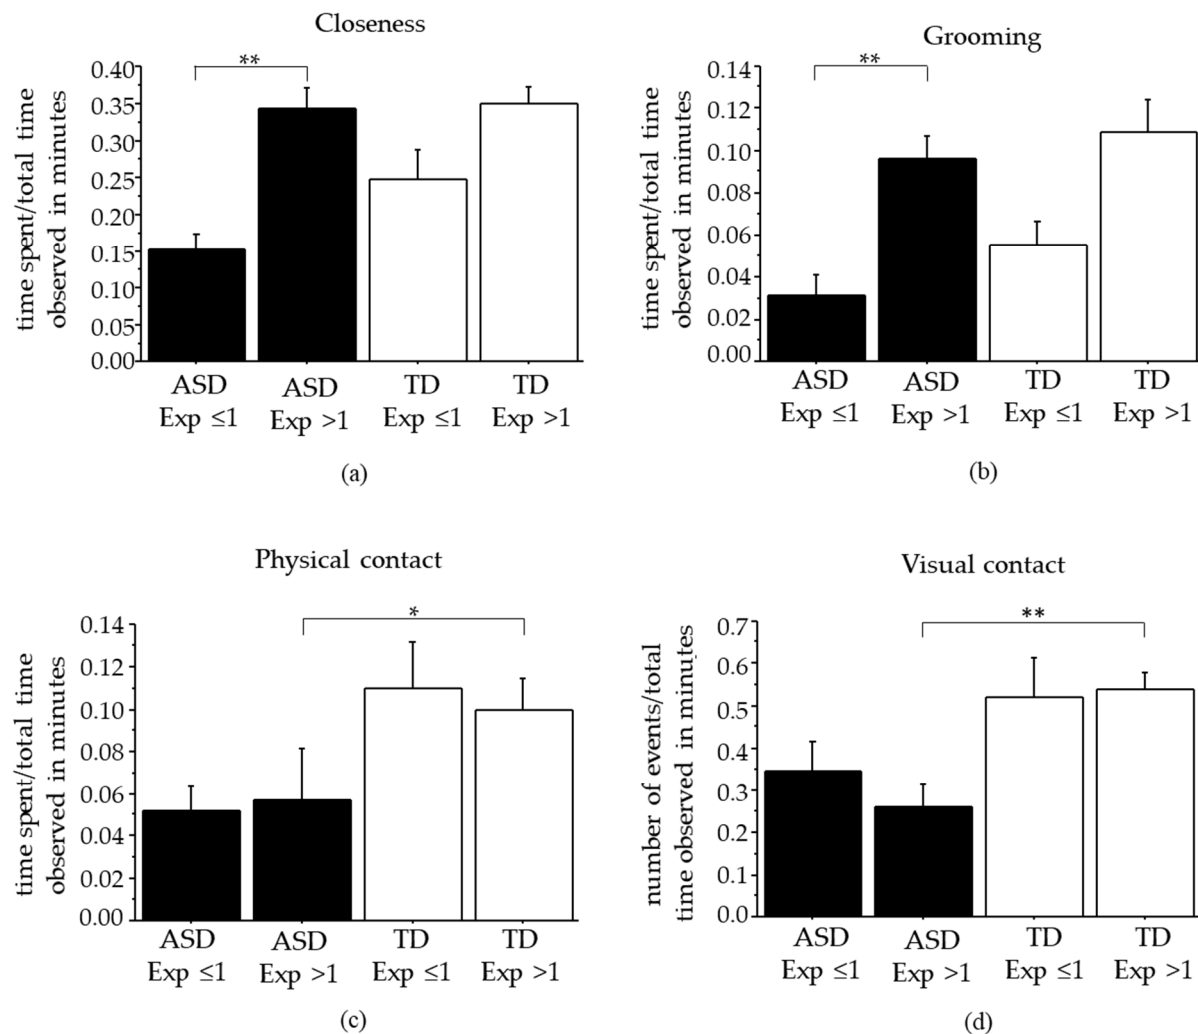 Closeness
**
time spent/total time
observed in minutes
0.40
0.35
0.30
0.25
0.20
0.15
0.10
0.05
0.00
ASD
Exp ≤1
ASD
Exp >1
TD
Exp ≤1
TD
Exp >1
(a)
Grooming
**
time spent/total time
observed in minutes
0.14
0.12
0.10
0.08
0.06
0.04
0.02
0.00
ASD
Exp ≤1
ASD
Exp >1
TD
Exp ≤1
TD
Exp >1
(b)
Physical contact
*
time spent/total time
observed in minutes
0.14
0.12
0.10
0.08
0.06
0.04
0.02
0.00
ASD
Exp ≤1
ASD
Exp >1
TD
Exp ≤1
TD
Exp >1
(c)
Visual contact
**
number of events/total
time observed in minutes
0.7
0.6
0.5
0.4
0.3
0.2
0.1
0.0
ASD
Exp ≤1
ASD
Exp >1
TD
Exp ≤1
TD
Exp >1
(d)